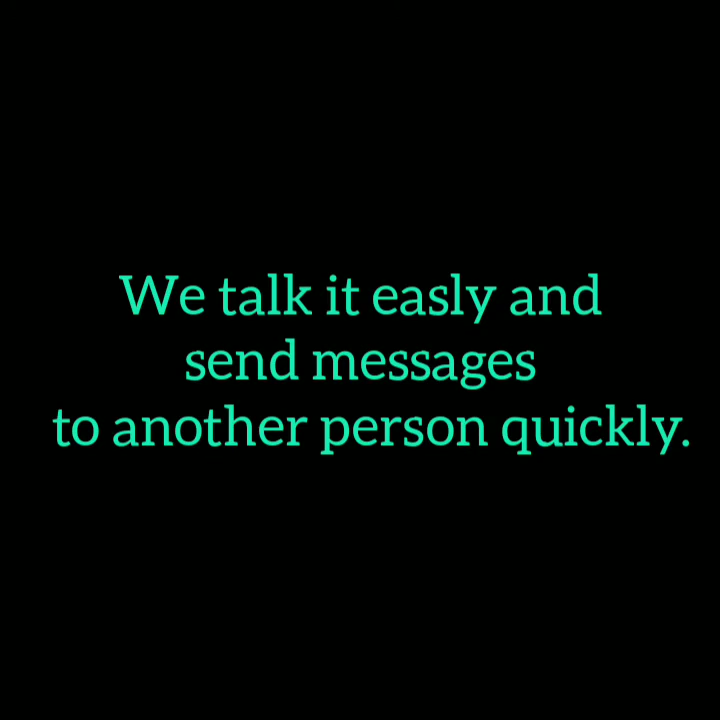 We talk it easly and
send messages
to another person quickly.